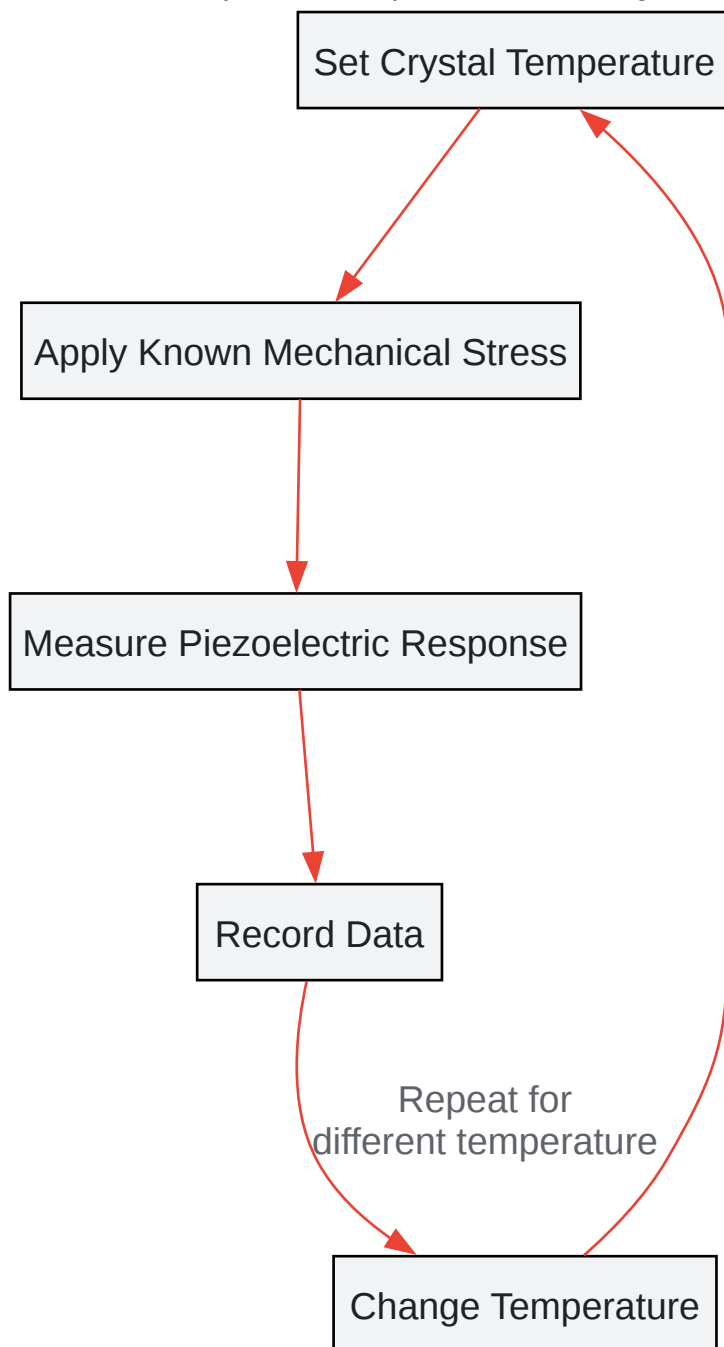 Set Crystal Temperature
Apply Known Mechanical Stress
Measure Piezoelectric Response
Record Data
Repeat for
different temperature
Change Temperature